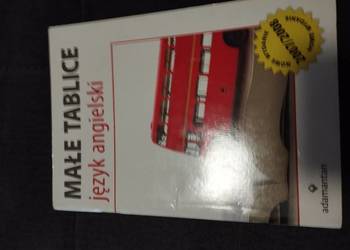 MAŁE TABLICE
język angielski
2007/2008
adamantan